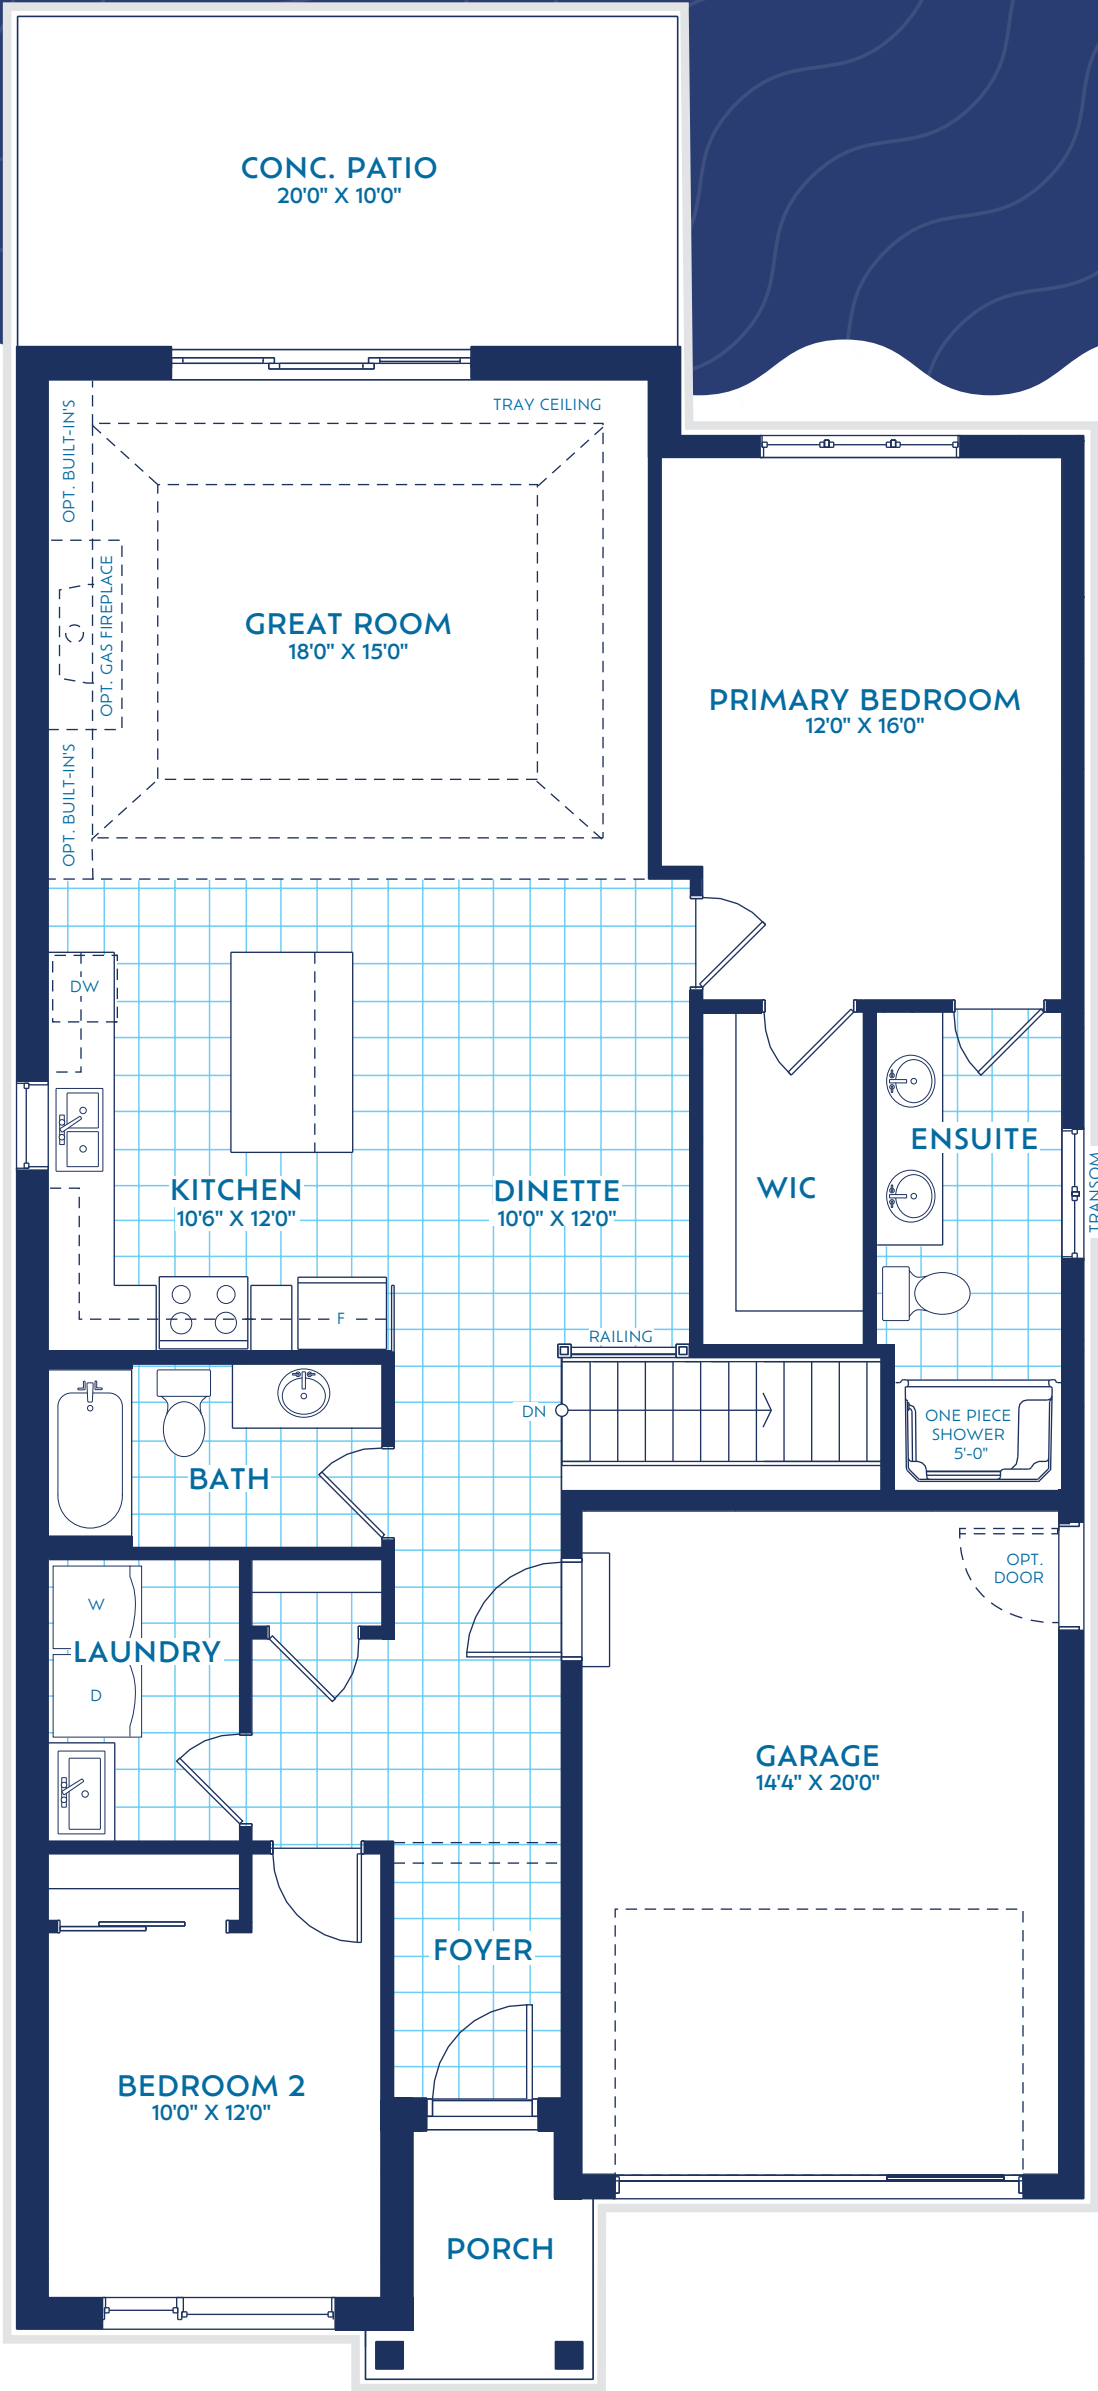 CONC. PATIO
20'0" X 10'0"
TRAY CEILING
OPT. BUILT-IN'S
OPT. GAS FIREPLACE
OPT. BUILT-IN'S
GREAT ROOM
18'0" X 15'0"
PRIMARY BEDROOM
12'0" X 16'0"
DW
KITCHEN
10'6" X 12'0"
DINETTE
10'0" X 12'0"
WIC
ENSUITE
TRANSOM
F
RAILING
DN
ONE PIECE
SHOWER
5'-0"
BATH
W
LAUNDRY
D
OPT.
DOOR
GARAGE
14'4" X 20'0"
FOYER
BEDROOM 2
10'0" X 12'0"
PORCH